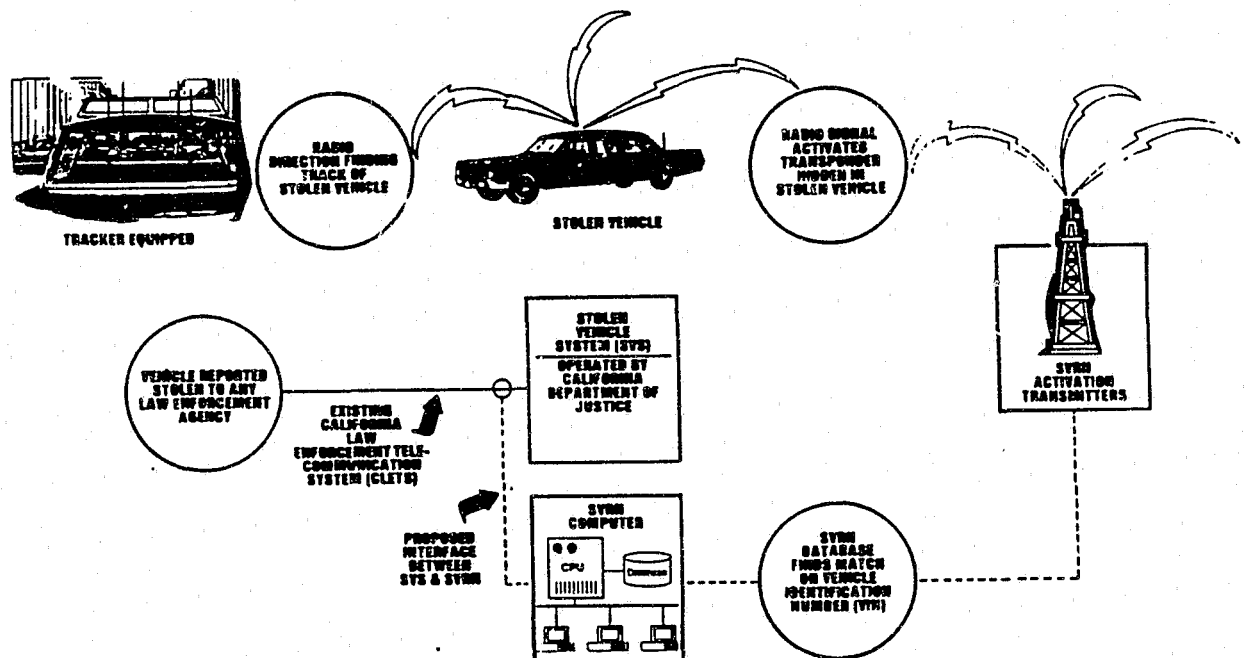 RADIO
DIRECTION FINDING
TRACK OF
STOLEN VEHICLE
RADIO SIGNAL
ACTIVATES
TRANSPONDER
HIDDEN IN
STOLEN VEHICLE
TRACKER EQUIPPED
STOLEN VEHICLE
STOLEN
VEHICLE
SYSTEM (SVS)
OPERATED BY
CALIFORNIA
DEPARTMENT OF
JUSTICE
SVRN
ACTIVATION
TRANSMITTERS
VEHICLE REPORTED
STOLEN TO ANY
LAW ENFORCEMENT
AGENCY
EXISTING
CALIFORNIA
LAW
ENFORCEMENT TELE-
COMMUNICATION
SYSTEM (CLETS)
PROPOSED
INTERFACE
BETWEEN
SVS & SVRN
SVRN
COMPUTER
CPU
Database
SVRN
DATABASE
FINDS MATCH
ON VEHICLE
IDENTIFICATION
NUMBER (VIN)